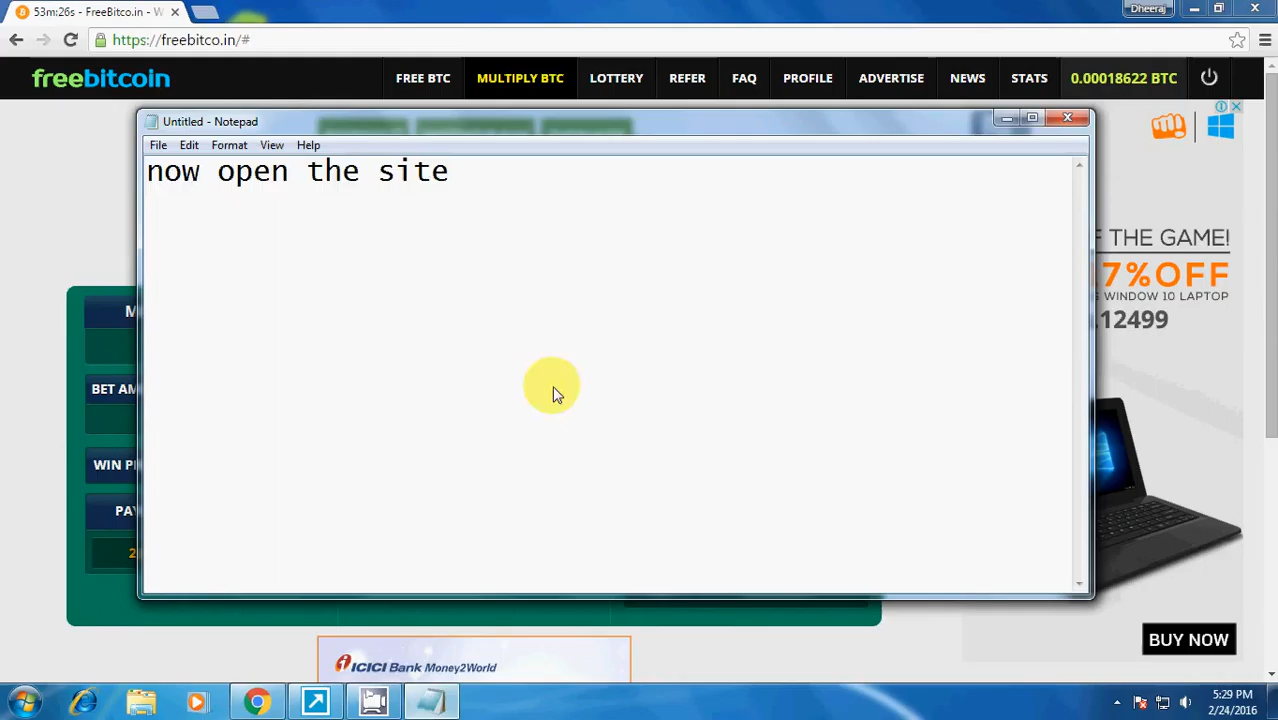 53m:26s - FreeBitco.in - W
Dheeraj
https://freebitco.in/#
freebitcoin
FREE BTC
MULTIPLY BTC
LOTTERY
REFER
FAQ
PROFILE
ADVERTISE
NEWS
STATS
0.00018622 BTC
Untitled - Notepad
File Edit Format View Help
now open the site
THE GAME!
7%OFF
WINDOW 10 LAPTOP
.12499
M
BET AM
WIN P
PAY
2
BUY NOW
ICICI Bank Money2World
5:29 PM
2/24/2016